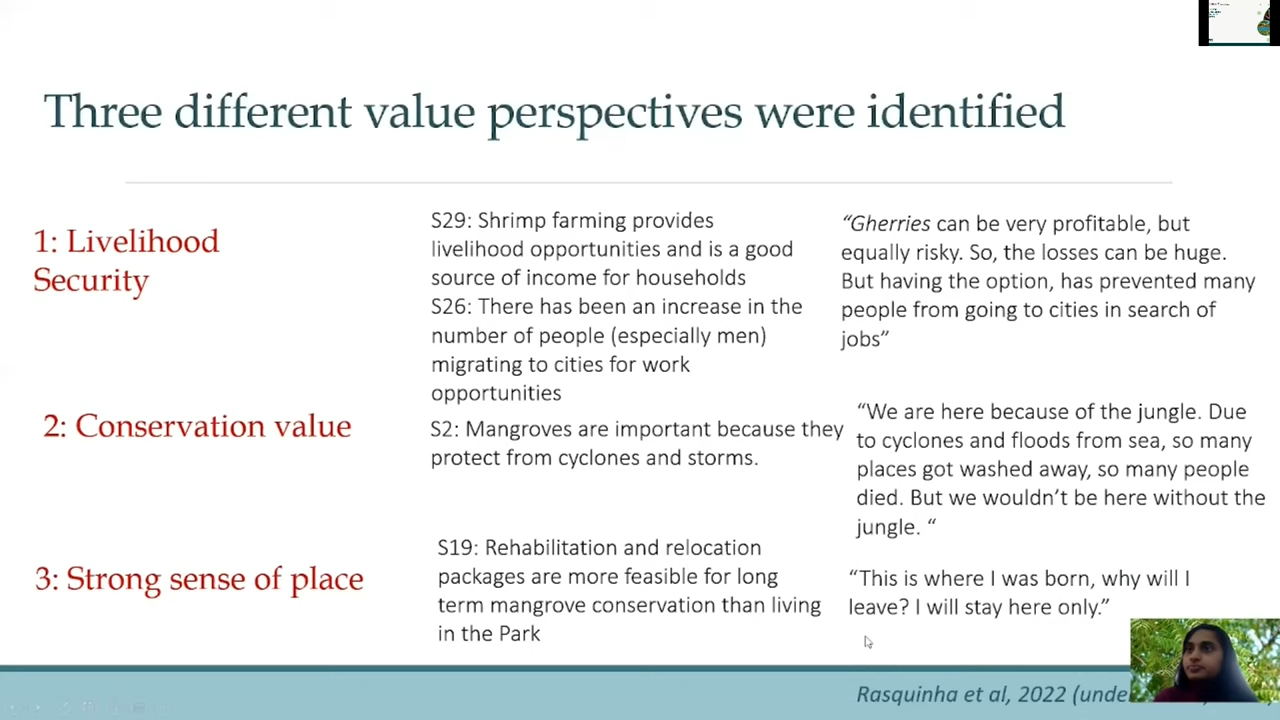 Three different value perspectives were identified
1: Livelihood
Security
S29: Shrimp farming provides
livelihood opportunities and is a good
source of income for households
S26: There has been an increase in the
number of people (especially men)
migrating to cities for work
opportunities
“Gherries can be very profitable, but
equally risky. So, the losses can be huge.
But having the option, has prevented many
people from going to cities in search of
jobs”
2: Conservation value
S2: Mangroves are important because they
protect from cyclones and storms.
“We are here because of the jungle. Due
to cyclones and floods from sea, so many
places got washed away, so many people
died. But we wouldn’t be here without the
jungle. “
3: Strong sense of place
S19: Rehabilitation and relocation
packages are more feasible for long
term mangrove conservation than living
in the Park
“This is where I was born, why will I
leave? I will stay here only.”
Rasquinha et al, 2022